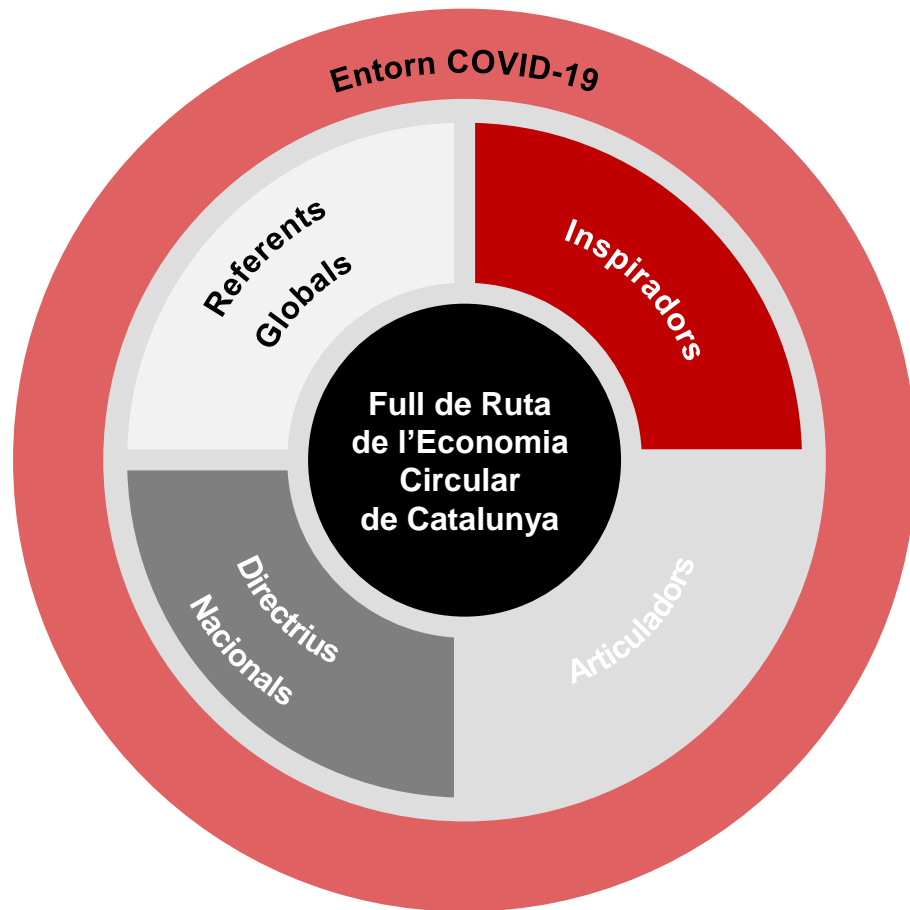 Entorn COVID-19
Referents
Globals
Inspiradors
Full de Ruta
de l’Economia
Circular
de Catalunya
Directrius
Nacionals
Articuladors